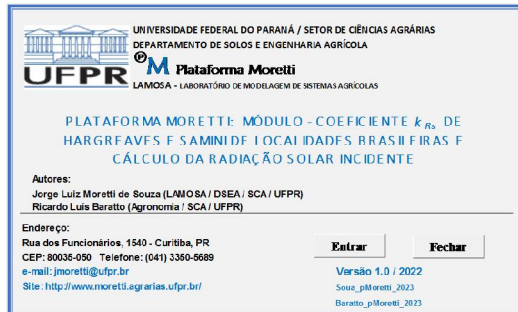 UNIVERSIDADE FEDERAL DO PARANÁ / SETOR DE CIÊNCIAS AGRÁRIAS
DEPARTAMENTO DE SOLOS E ENGENHARIA AGRÍCOLA
UFPR
PM Plataforma Moretti
LAMOSA - LABORATÓRIO DE MODELAGEM DE SISTEMAS AGRÍCOLAS
PLATAFORMA MORETTI: MÓDULO - COEFICIENTE k Rs DE
HARGREAVES E SAMINI DE LOCALIDADES BRASILEIRAS E
CÁLCULO DA RADIAÇÃO SOLAR INCIDENTE
Autores:
Jorge Luiz Moretti de Souza (LAMOSA / DSEA / SCA / UFPR)
Ricardo Luis Baratto (Agronomia / SCA / UFPR)
Endereço:
Rua dos Funcionários, 1540 - Curitiba, PR
CEP: 80035-050 Telefone: (041) 3350-5689
e-mail: jmoretti@ufpr.br
Site: http://www.moretti.agrarias.ufpr.br/
Entrar
Fechar
Versão 1.0 / 2022
Soua_pMoretti_2023
Baratto_pMoretti_2023